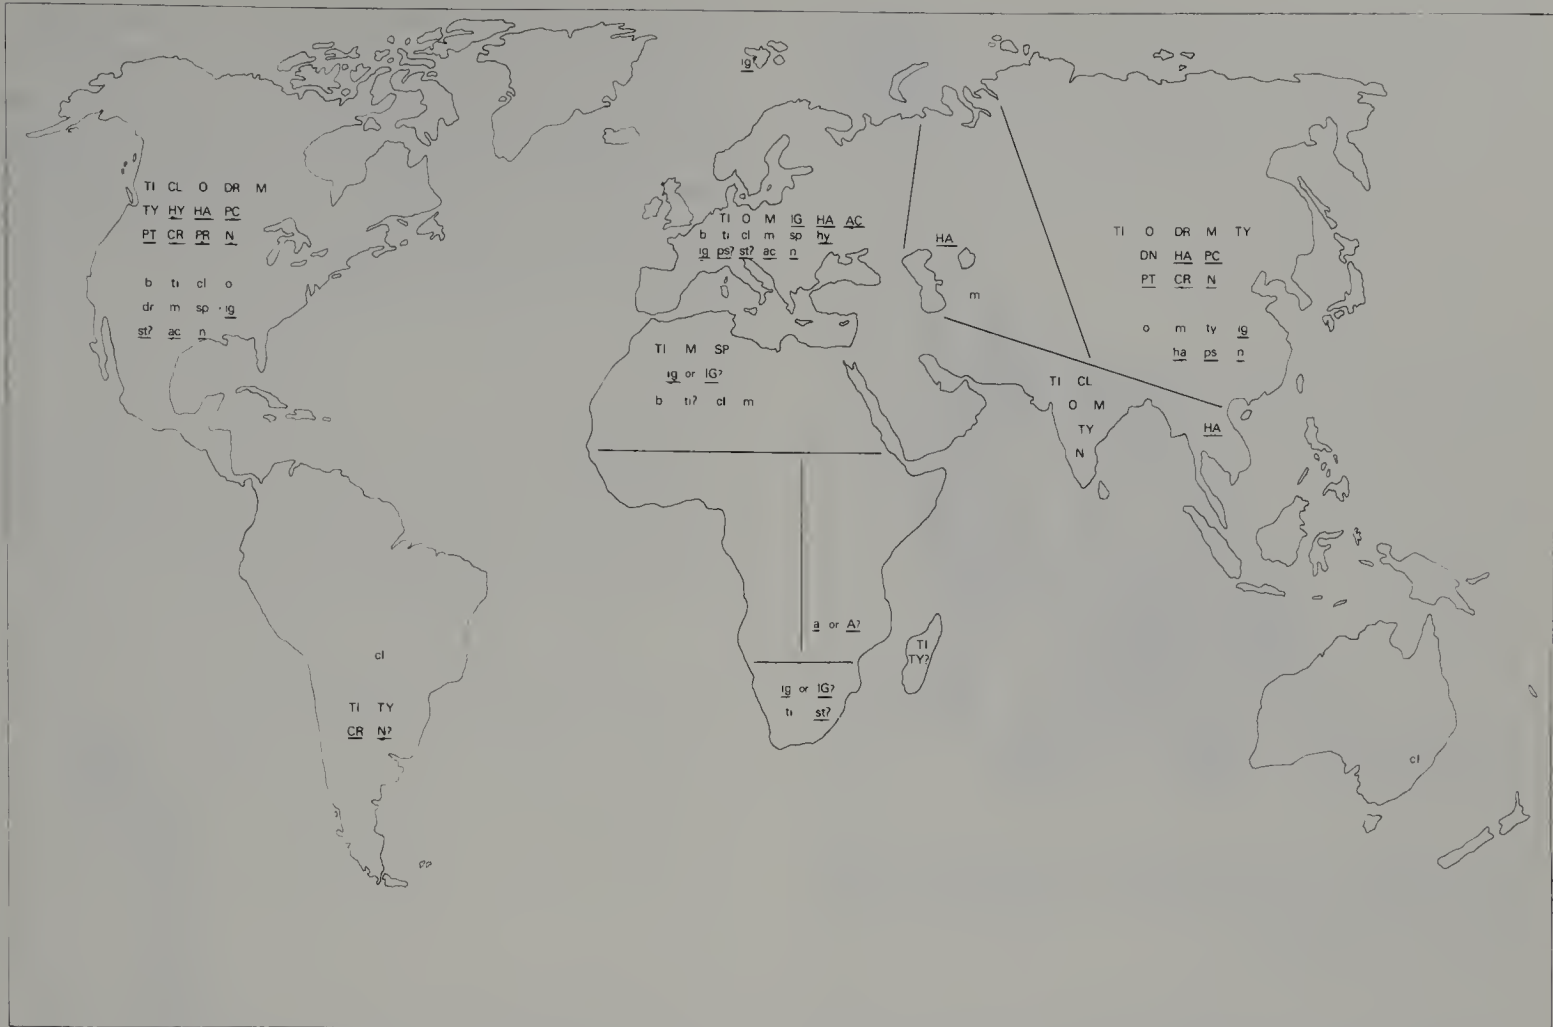 ig
TI CL O DR M
TY HY HA PC
PT CR PR N
b ti cl o
dr m sp ig
st? ac n
TI O M IG HA AC
b ti cl m sp hy
ig ps? st? ac n
HA
m
TI O DR M TY
DN HA PC
PT CR N
o m ty ig
ha ps n
TI M SP
ig or IG?
b ti? cl m
TI CL
O M
TY
N
HA
a or A?
TI
TY?
ig or IG?
ti st?
cl
TI TY
CR N?
cl